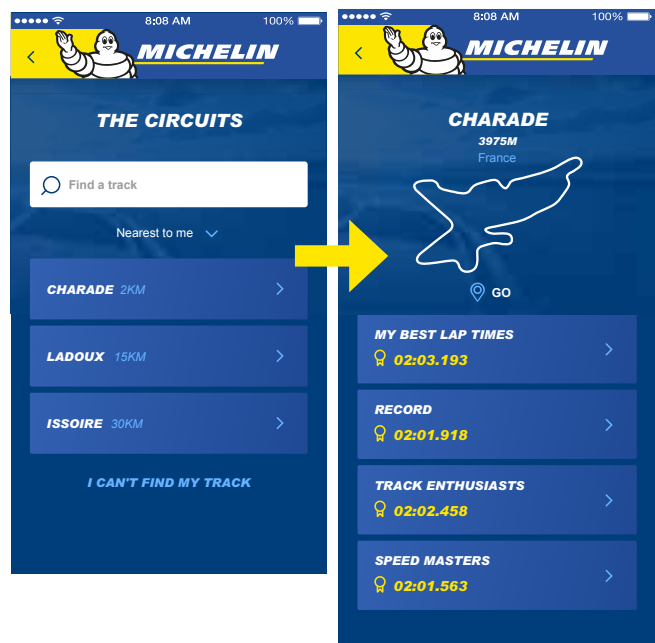 8:08 AM 100%
MICHELIN
THE CIRCUITS
Find a track
Nearest to me
CHARADE 2KM
LADOUX 15KM
ISSOIRE 30KM
I CAN'T FIND MY TRACK
8:08 AM 100%
MICHELIN
CHARADE
3975M
France
GO
MY BEST LAP TIMES
02:03.193
RECORD
02:01.918
TRACK ENTHUSIASTS
02:02.458
SPEED MASTERS
02:01.563